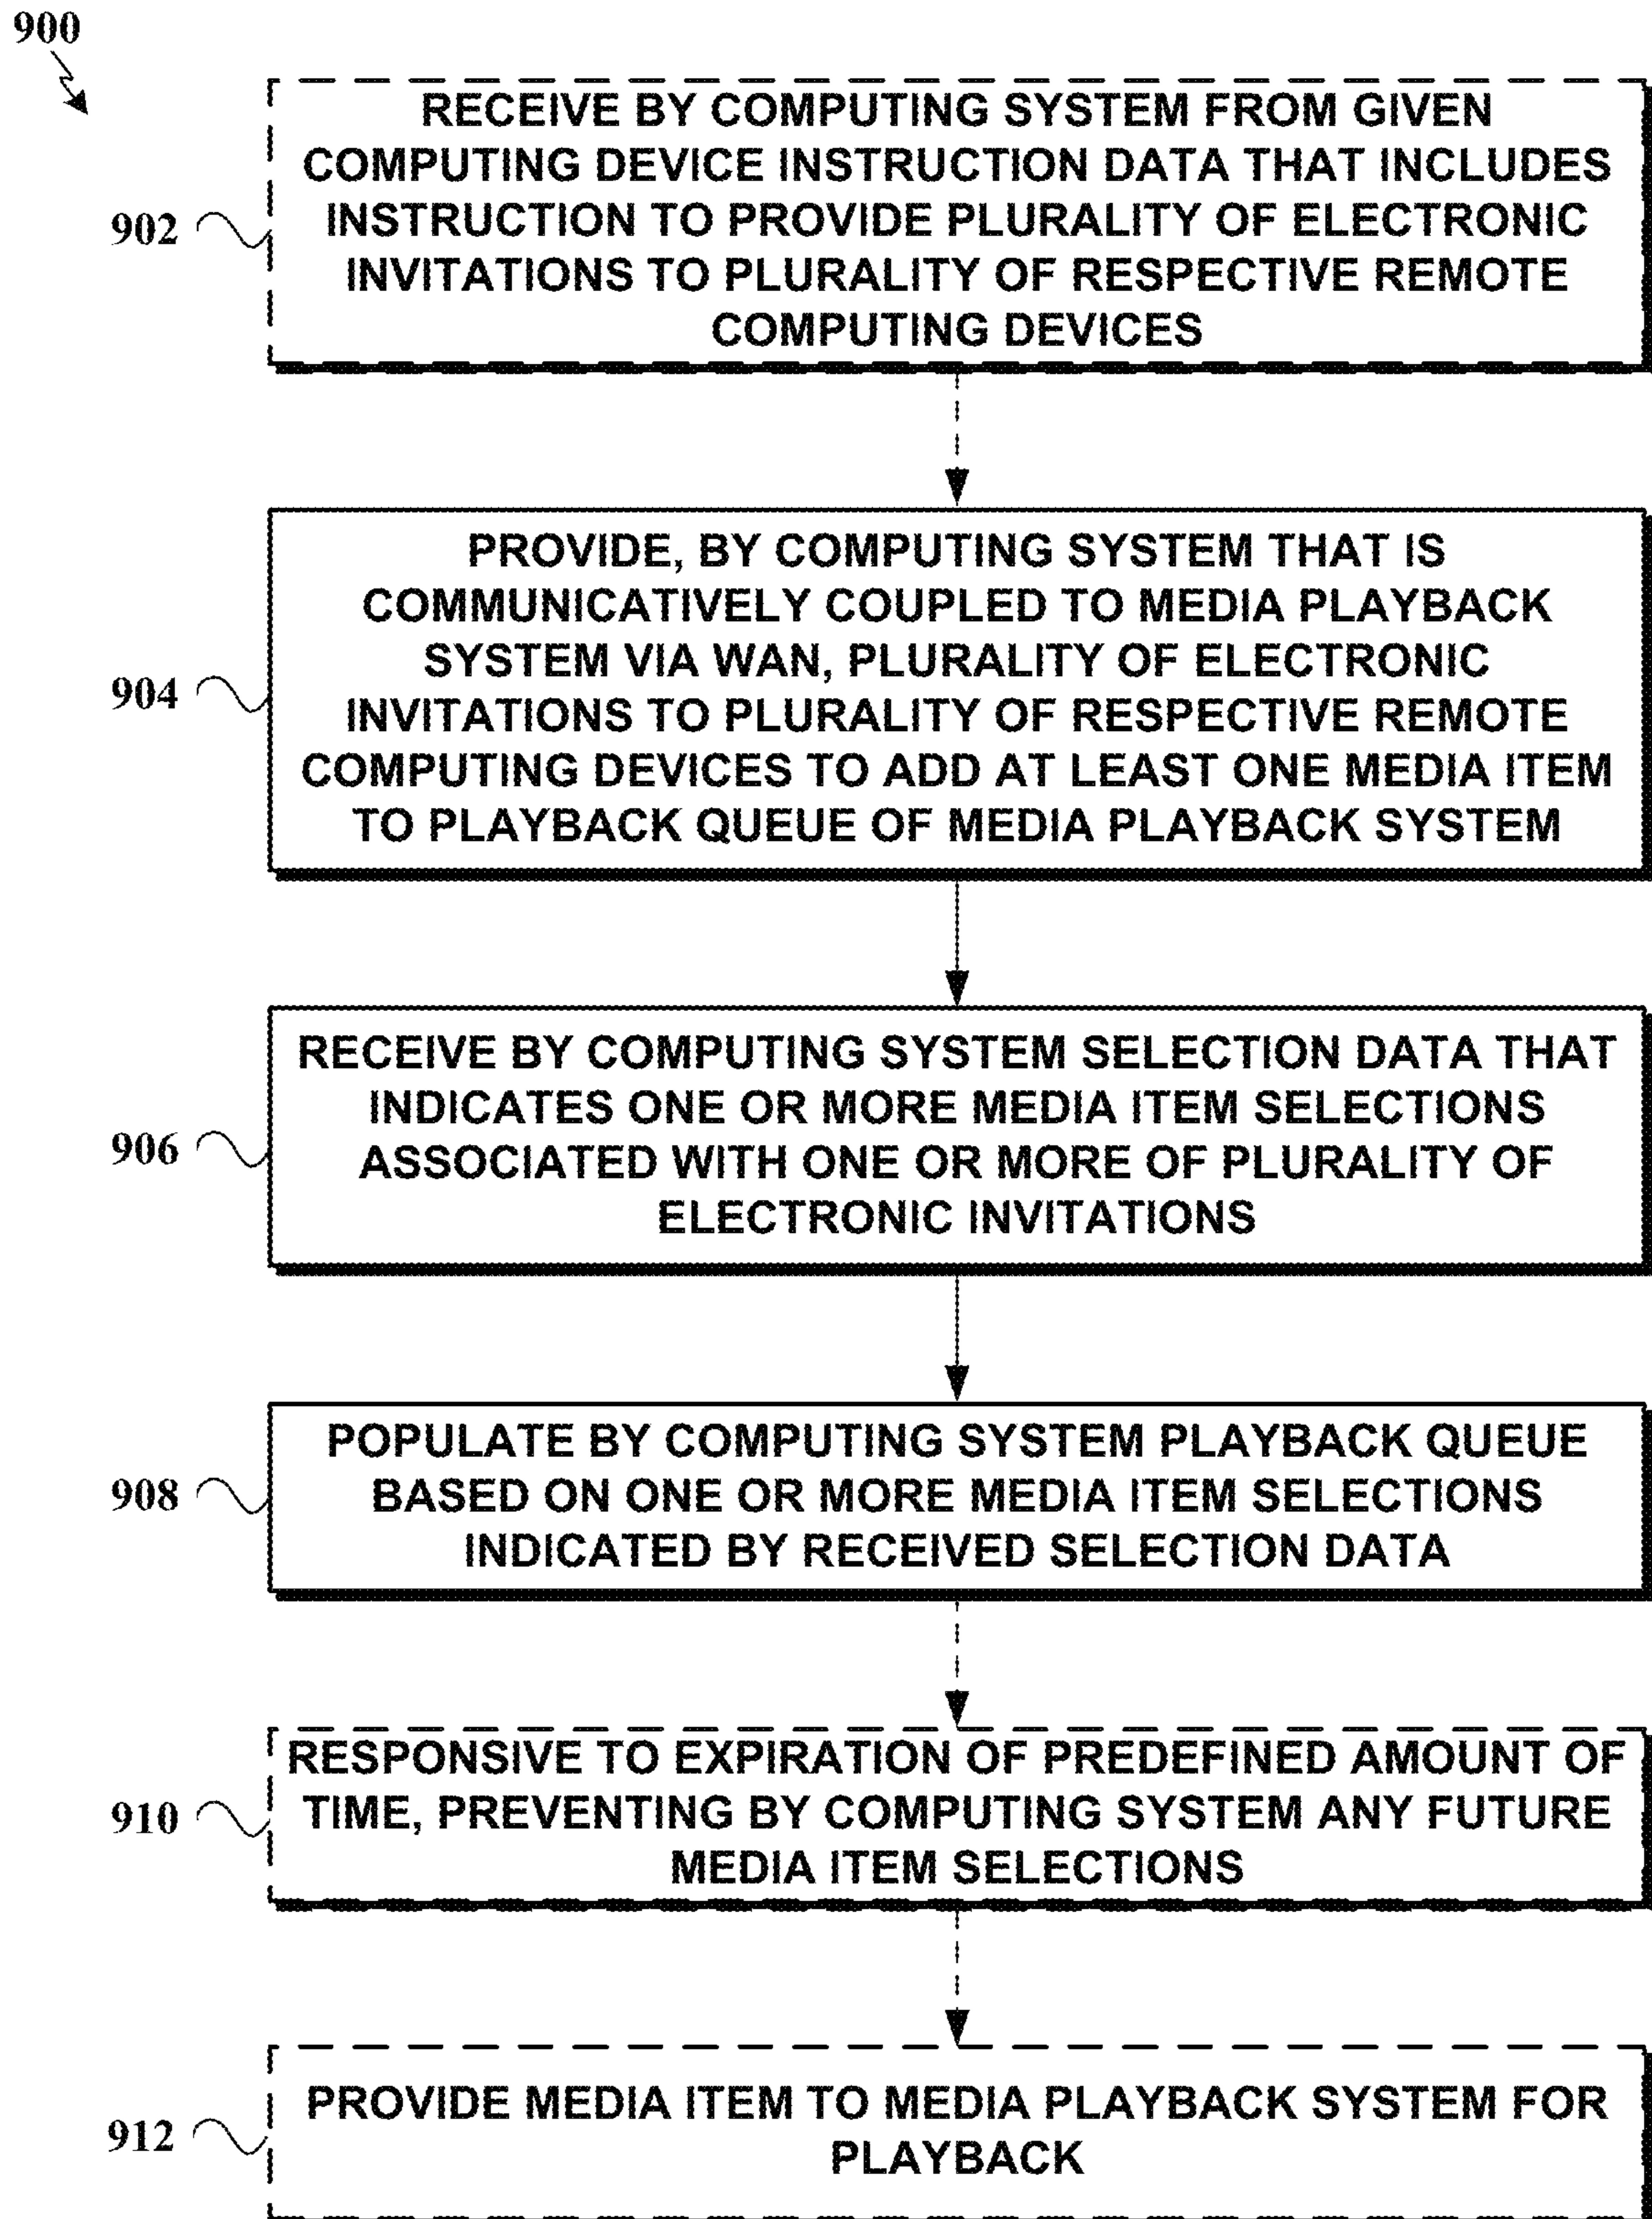 900
RECEIVE BY COMPUTING SYSTEM FROM GIVEN
COMPUTING DEVICE INSTRUCTION DATA THAT INCLUDES
INSTRUCTION TO PROVIDE PLURALITY OF ELECTRONIC
INVITATIONS TO PLURALITY OF RESPECTIVE REMOTE
COMPUTING DEVICES
902
PROVIDE, BY COMPUTING SYSTEM THAT IS
COMMUNICATIVELY COUPLED TO MEDIA PLAYBACK
SYSTEM VIA WAN, PLURALITY OF ELECTRONIC
INVITATIONS TO PLURALITY OF RESPECTIVE REMOTE
COMPUTING DEVICES TO ADD AT LEAST ONE MEDIA ITEM
TO PLAYBACK QUEUE OF MEDIA PLAYBACK SYSTEM
904
RECEIVE BY COMPUTING SYSTEM SELECTION DATA THAT
INDICATES ONE OR MORE MEDIA ITEM SELECTIONS
ASSOCIATED WITH ONE OR MORE OF PLURALITY OF
ELECTRONIC INVITATIONS
906
POPULATE BY COMPUTING SYSTEM PLAYBACK QUEUE
BASED ON ONE OR MORE MEDIA ITEM SELECTIONS
INDICATED BY RECEIVED SELECTION DATA
908
RESPONSIVE TO EXPIRATION OF PREDEFINED AMOUNT OF
TIME, PREVENTING BY COMPUTING SYSTEM ANY FUTURE
MEDIA ITEM SELECTIONS
910
PROVIDE MEDIA ITEM TO MEDIA PLAYBACK SYSTEM FOR
PLAYBACK
912